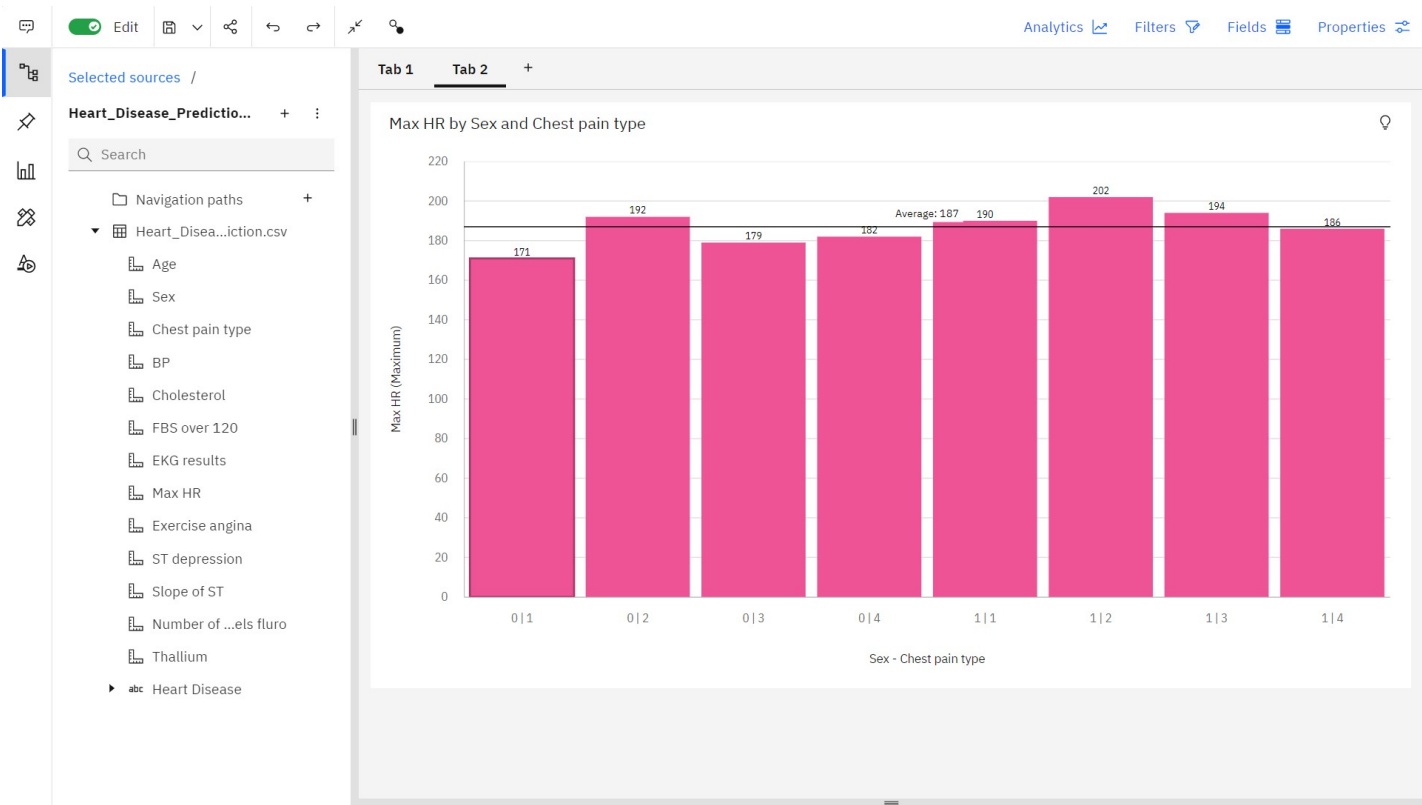 Edit
Analytics
Filters
Fields
Properties
Selected sources /
Tab 1
Tab 2
+
Heart_Disease_Predictio...
+
Search
Navigation paths
+
Heart_Disea...iction.csv
Age
Sex
Chest pain type
BP
Cholesterol
FBS over 120
EKG results
Max HR
Exercise angina
ST depression
Slope of ST
Number of ...els fluro
Thallium
abc Heart Disease
Max HR by Sex and Chest pain type
Max HR (Maximum)
220
200
180
160
140
120
100
80
60
40
20
0
171
192
179
182
Average: 187
190
202
194
186
0|1
0|2
0|3
0|4
1|1
1|2
1|3
1|4
Sex - Chest pain type